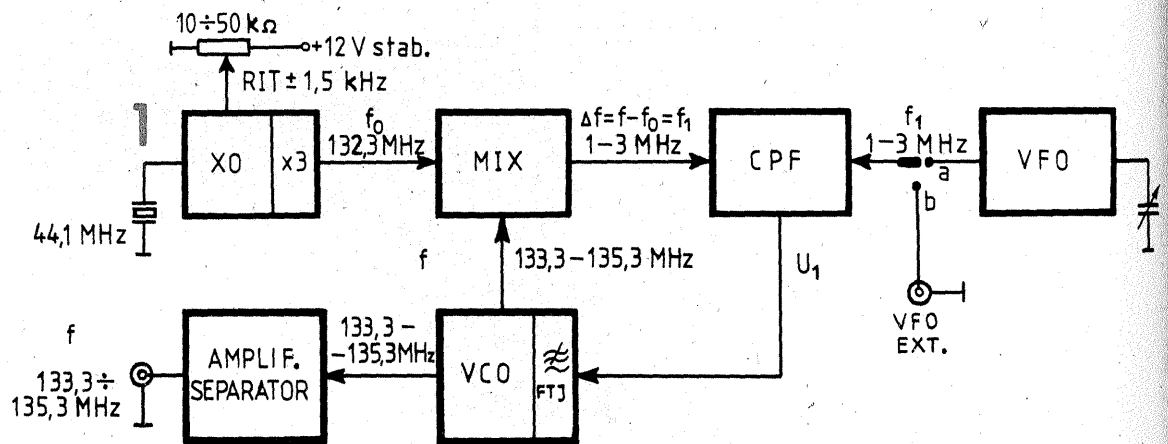 10÷50 kΩ
+12 V stab.
RIT ± 1,5 kHz
1
XO
x3
44,1 MHz
f₀
132,3 MHz
MIX
Δf=f-f₀=f₁
1-3 MHz
CPF
f₁
1-3 MHz
a
b
VFO
VFO
EXT.
U₁
f
133,3-135,3 MHz
VCO
FTJ
133,3-
-135,3MHz
AMPLIF.
SEPARATOR
f
133,3÷
135,3 MHz